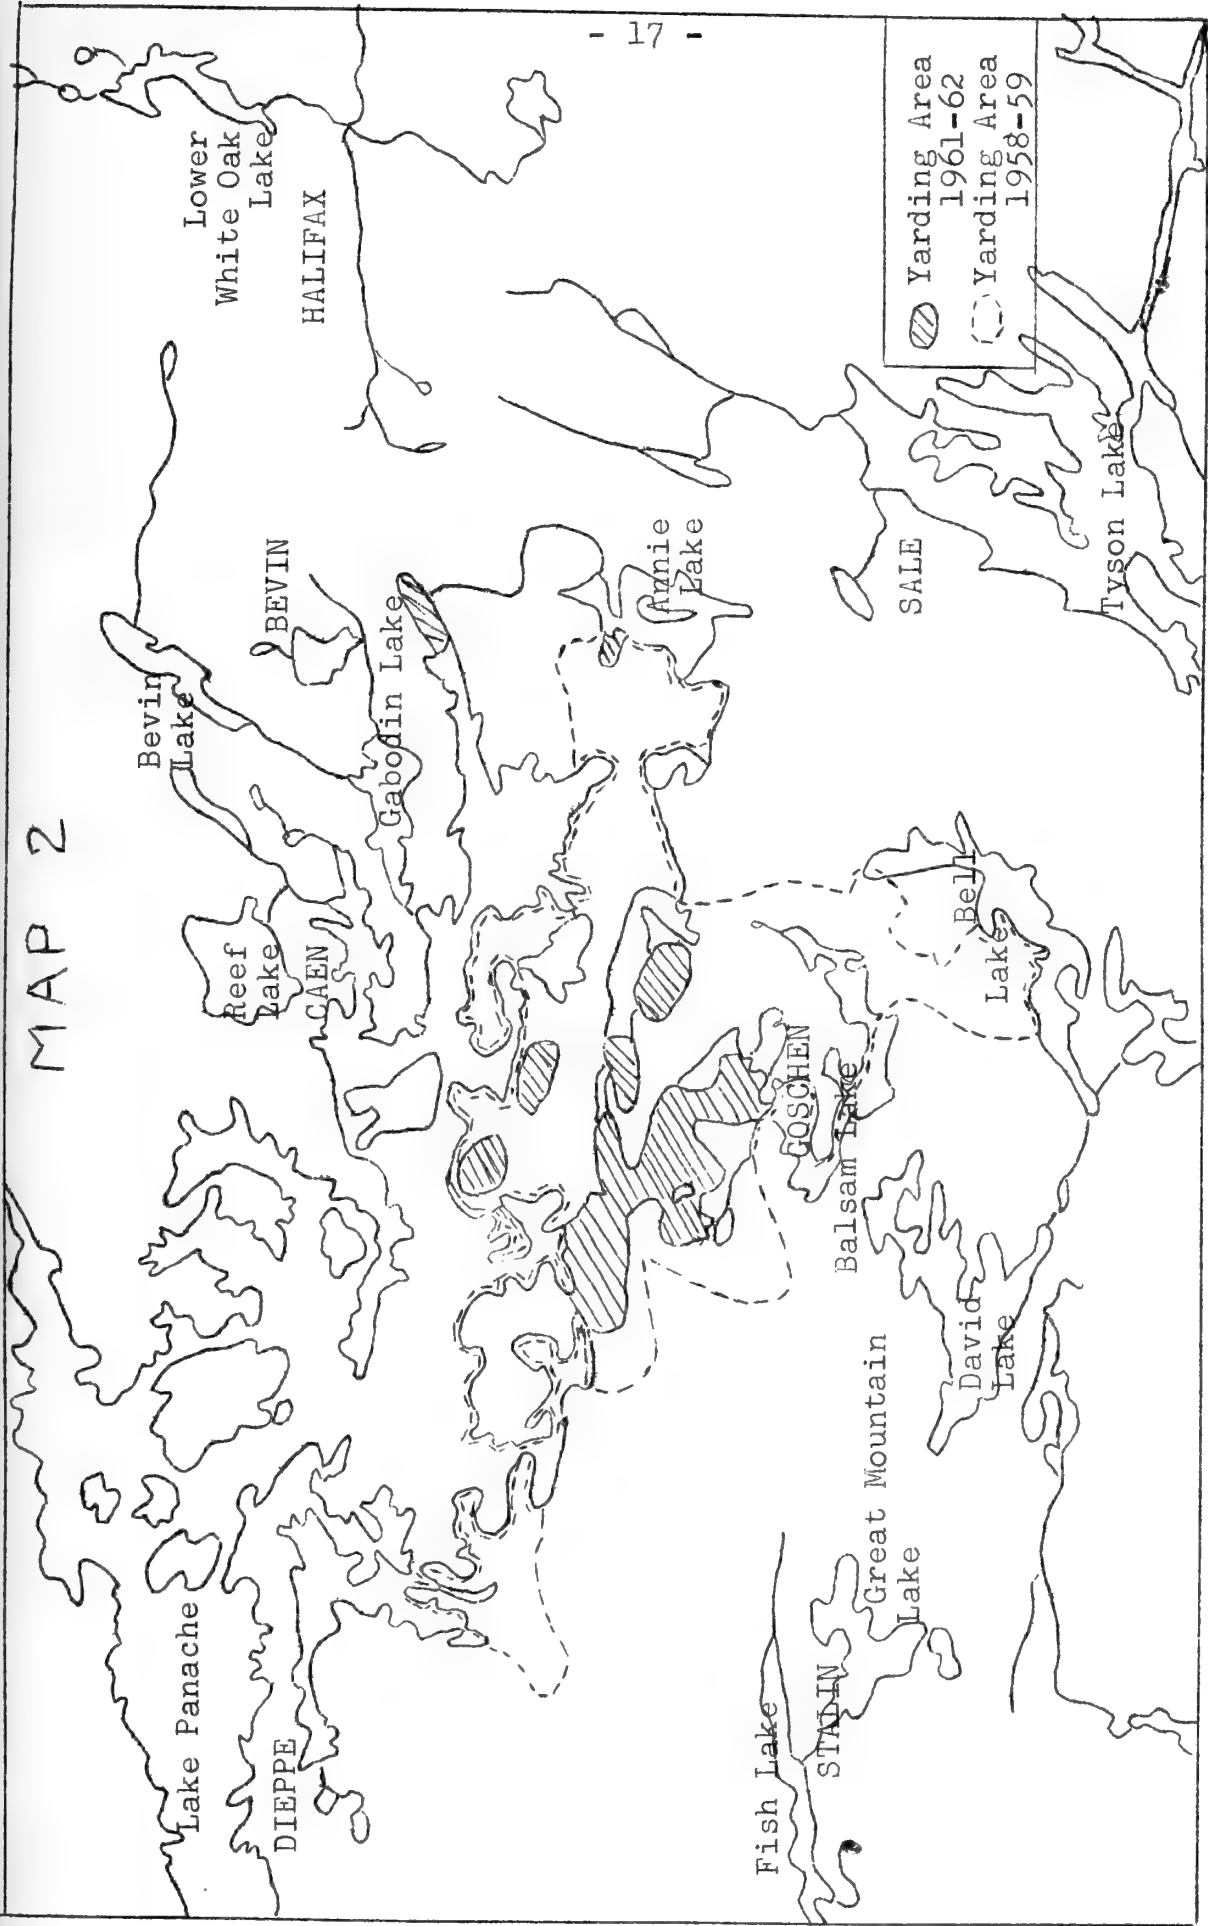 - 17 -
MAP 2
Lower
White Oak
Lake
HALIFAX
Yarding Area
1961-62
Yarding Area
1958-59
Bevin
Lake
BEVIN
Gabodin Lake
Annie
Lake
SALE
Tyson Lake
Reef
Lake
CAEN
GOSCHEN
Balsam Lake
Bell
Lake
David
Lake
Great Mountain
Lake
Lake Panache
DIEPPE
Fish Lake
STALIN